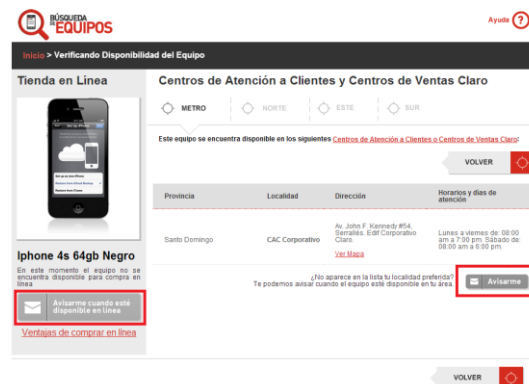 BÚSQUEDA
DE EQUIPOS
Ayuda ?
Inicio > Verificando Disponibilidad del Equipo
Tienda en Linea
Iphone 4s 64gb Negro
En este momento el equipo no se
encuentra disponible para compra en
línea
Avisarme cuando esté
disponible en línea
Ventajas de comprar en línea
Centros de Atención a Clientes y Centros de Ventas Claro
METRO
NORTE
ESTE
SUR
Este equipo se encuentra disponible en los siguientes Centros de Atención a Clientes o Centros de Ventas Claro:
VOLVER
Provincia Localidad Dirección Horarios y días de
atención
Santo Domingo CAC Corporativo
Av. John F. Kennedy #54,
Serrallés. Edif Corporativo
Claro.
Ver Mapa
Lunes a viernes de: 08:00
am a 7:00 pm. Sábado de:
08:00 am a 6:00 pm.
¿No aparece en la lista tu localidad preferida?
Te podemos avisar cuando el equipo esté disponible en tu área.
Avisarme
VOLVER